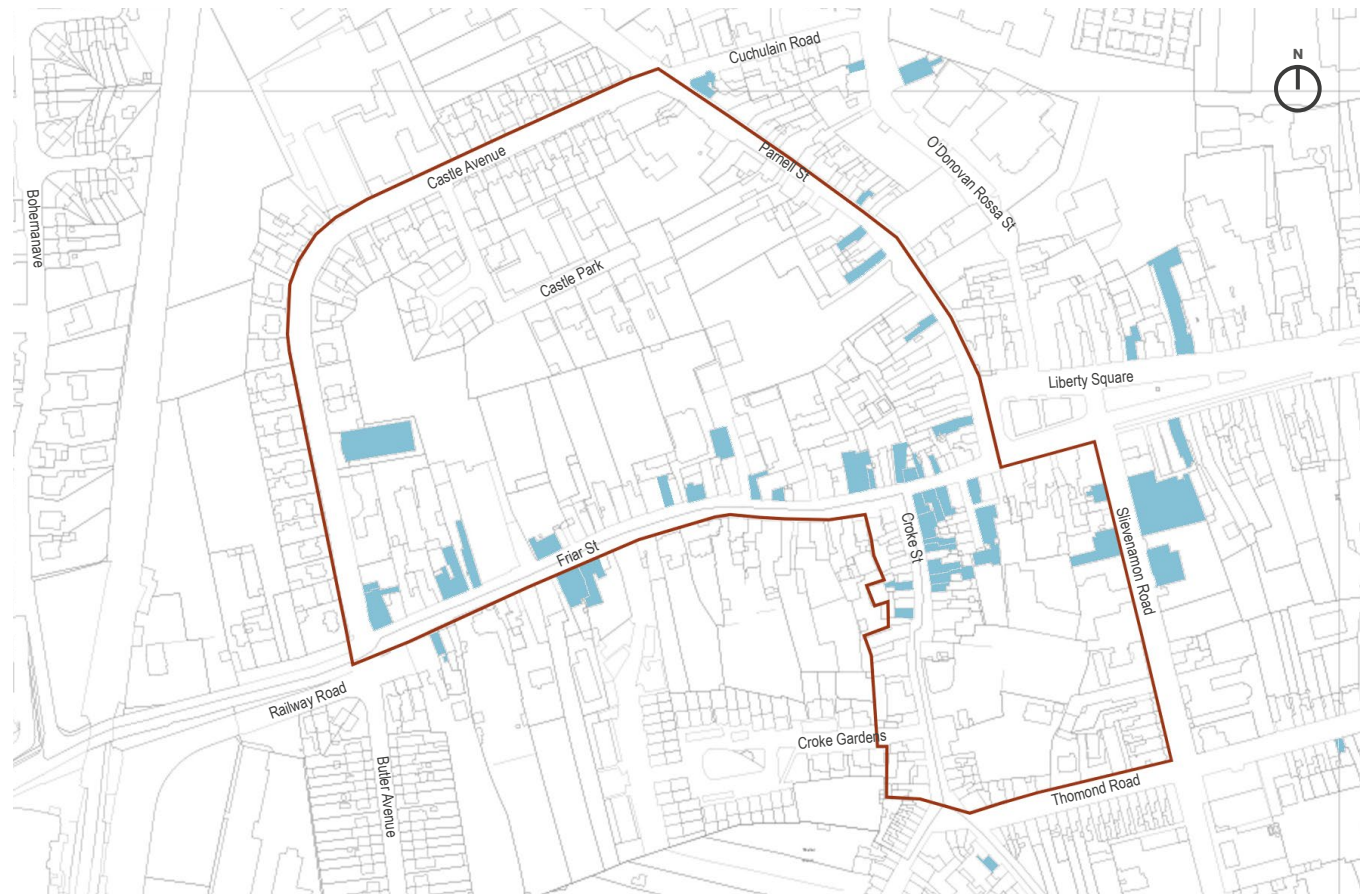 Cuchulain Road
N
Castle Avenue
Parnell St
O'Donovan Rossa St
Bohernanave
Castle Park
Liberty Square
Slievenamon Road
Croke St
Friar St
Railway Road
Croke Gardens
Butler Avenue
Thomond Road